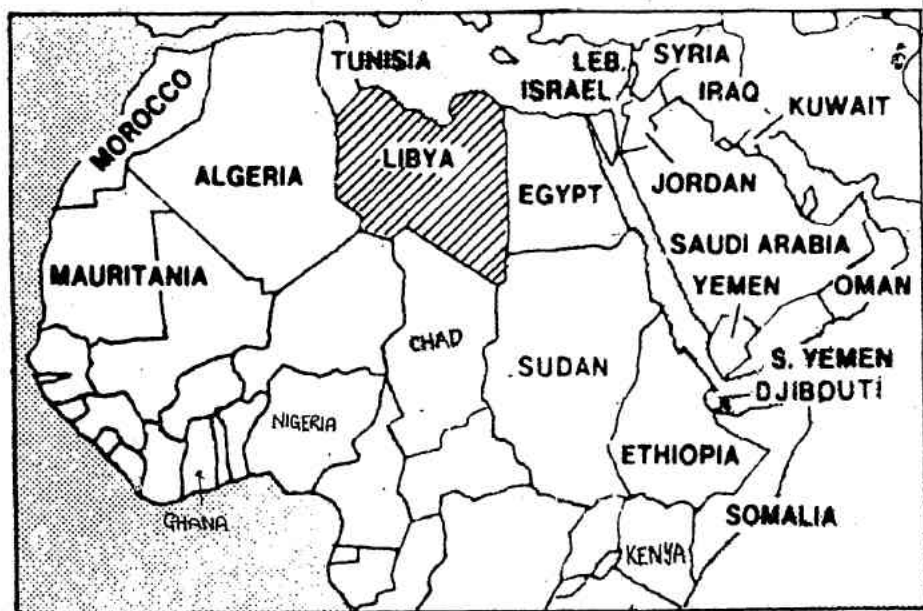 TUNISIA
LEB.
SYRIA
ISRAEL
IRAQ
KUWAIT
MOROCCO
ALGERIA
LIBYA
EGYPT
JORDAN
SAUDI ARABIA
MAURITANIA
YEMEN
OMAN
CHAD
SUDAN
S. YEMEN
DJIBOUTI
NIGERIA
ETHIOPIA
GHANA
SOMALIA
KENYA